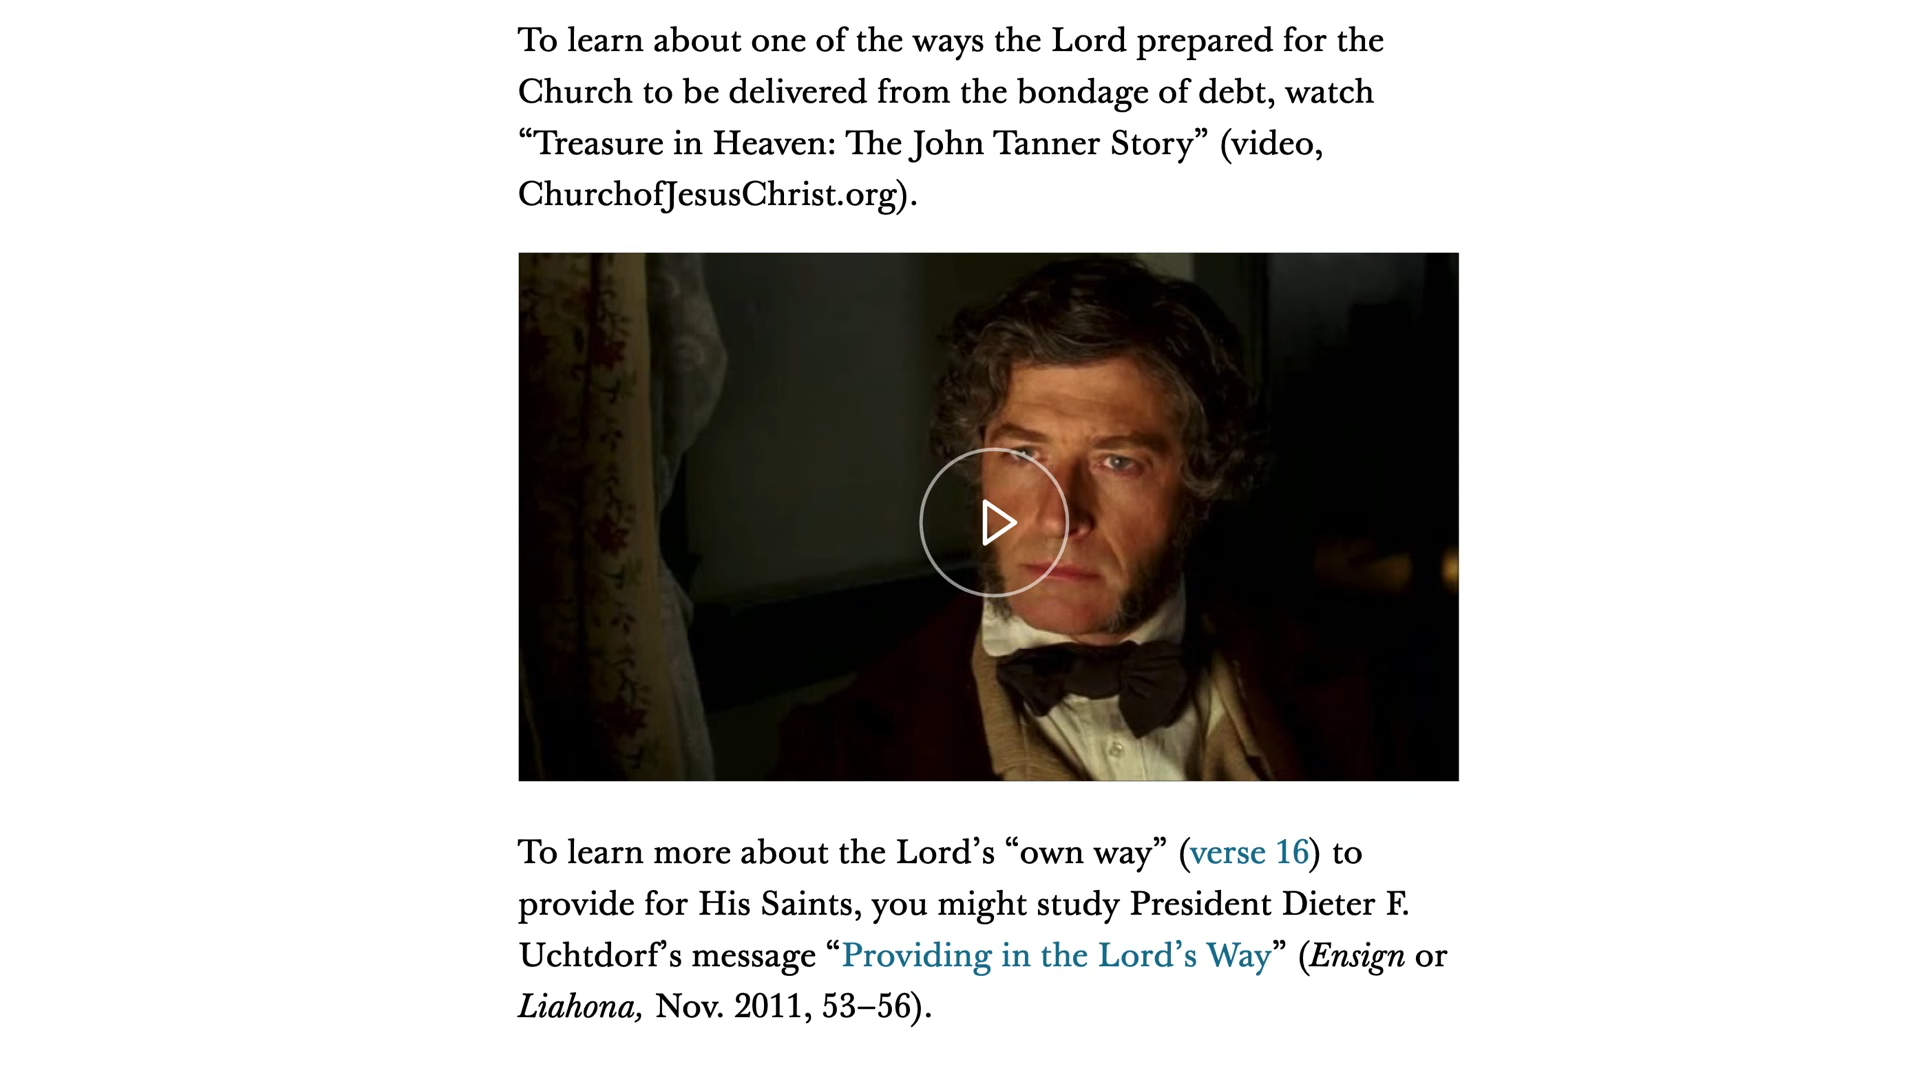 To learn about one of the ways the Lord prepared for the
Church to be delivered from the bondage of debt, watch
“Treasure in Heaven: The John Tanner Story” (video,
ChurchofJesusChrist.org).
To learn more about the Lord’s “own way” (verse 16) to
provide for His Saints, you might study President Dieter F.
Uchtdorf’s message “Providing in the Lord’s Way” (Ensign or
Liahona, Nov. 2011, 53–56).